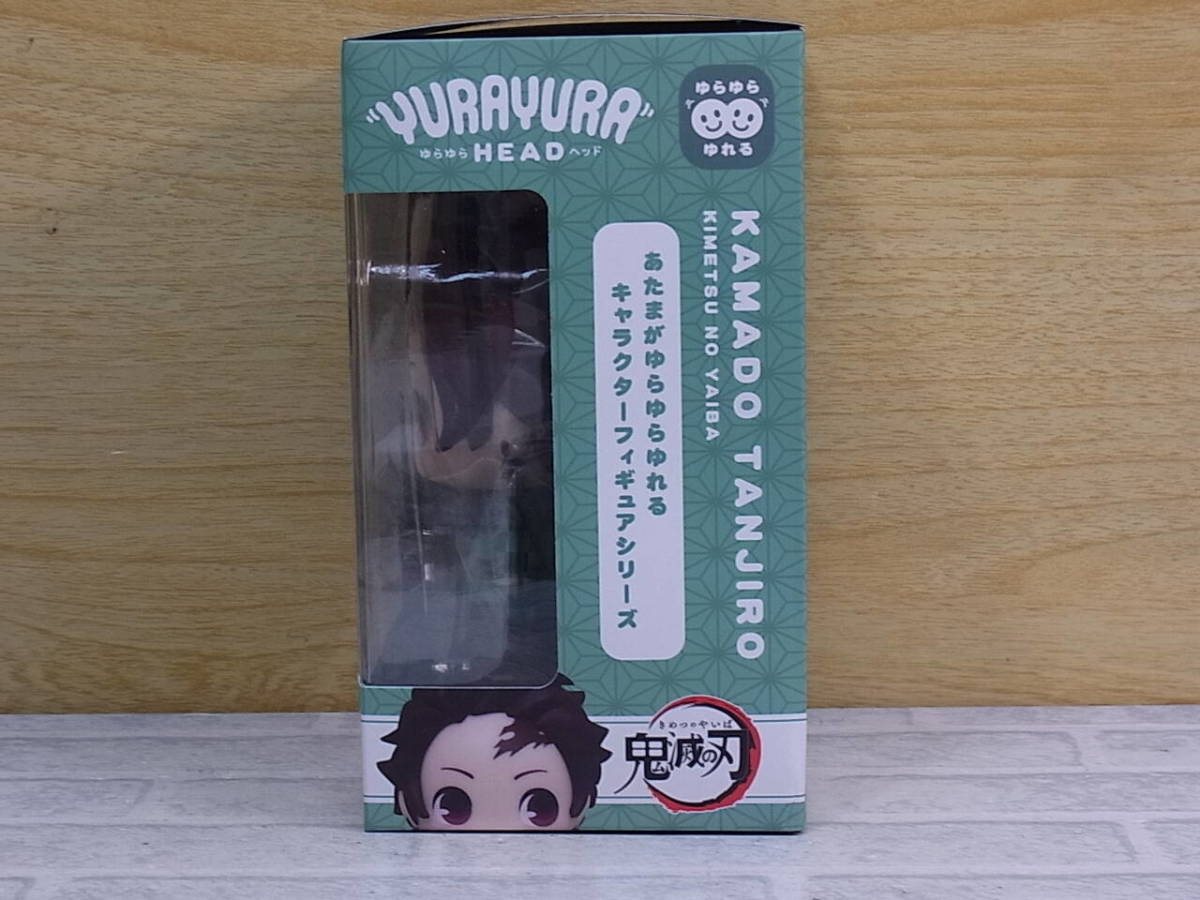 "YURAYURA"
ゆらゆら HEAD ヘッド
ゆらゆら
ゆれる
KAMADO TANJIRO
KIMETSU NO YAIBA
あたまがゆらゆらゆれる
キャラクターフィギュアシリーズ
きめつのやいば
鬼滅の刃